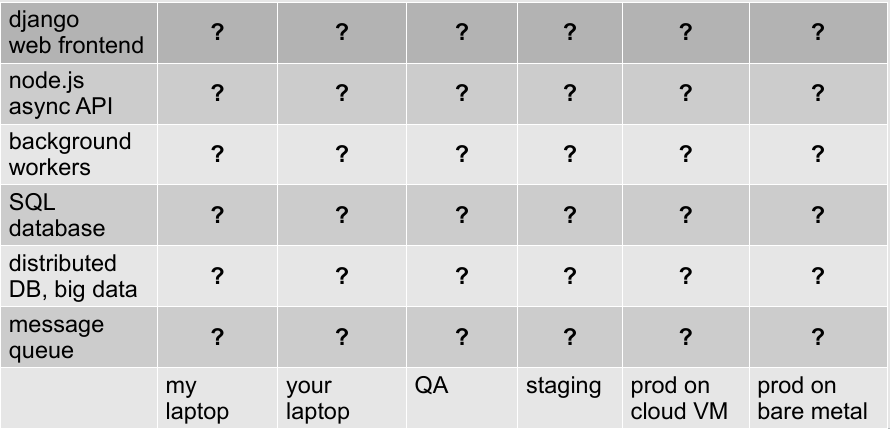 django
web frontend ? ? ? ? ? ?
node.js
async API ? ? ? ? ? ?
background
workers ? ? ? ? ? ?
SQL
database ? ? ? ? ? ?
distributed
DB, big data ? ? ? ? ? ?
message
queue ? ? ? ? ? ?
my
laptop
your
laptop
QA
staging
prod on
cloud VM
prod on
bare metal